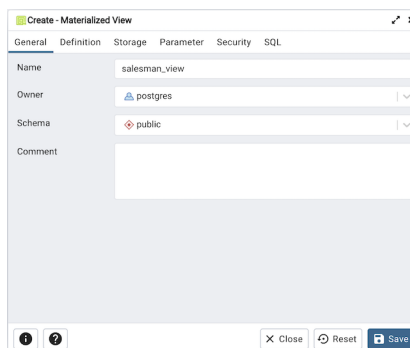 Create - Materialized View
General Definition Storage Parameter Security SQL
Name salesman_view
Owner postgres
Schema public
Comment
Close Reset Save